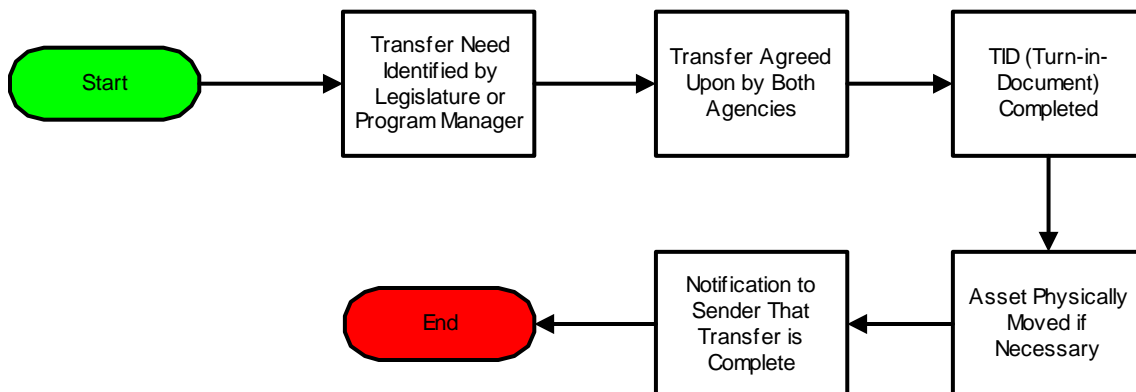 Start
Transfer Need
Identified by
Legislature or
Program Manager
Transfer Agreed
Upon by Both
Agencies
TID (Turn-in-
Document)
Completed
Asset Physically
Moved if
Necessary
Notification to
Sender That
Transfer is
Complete
End